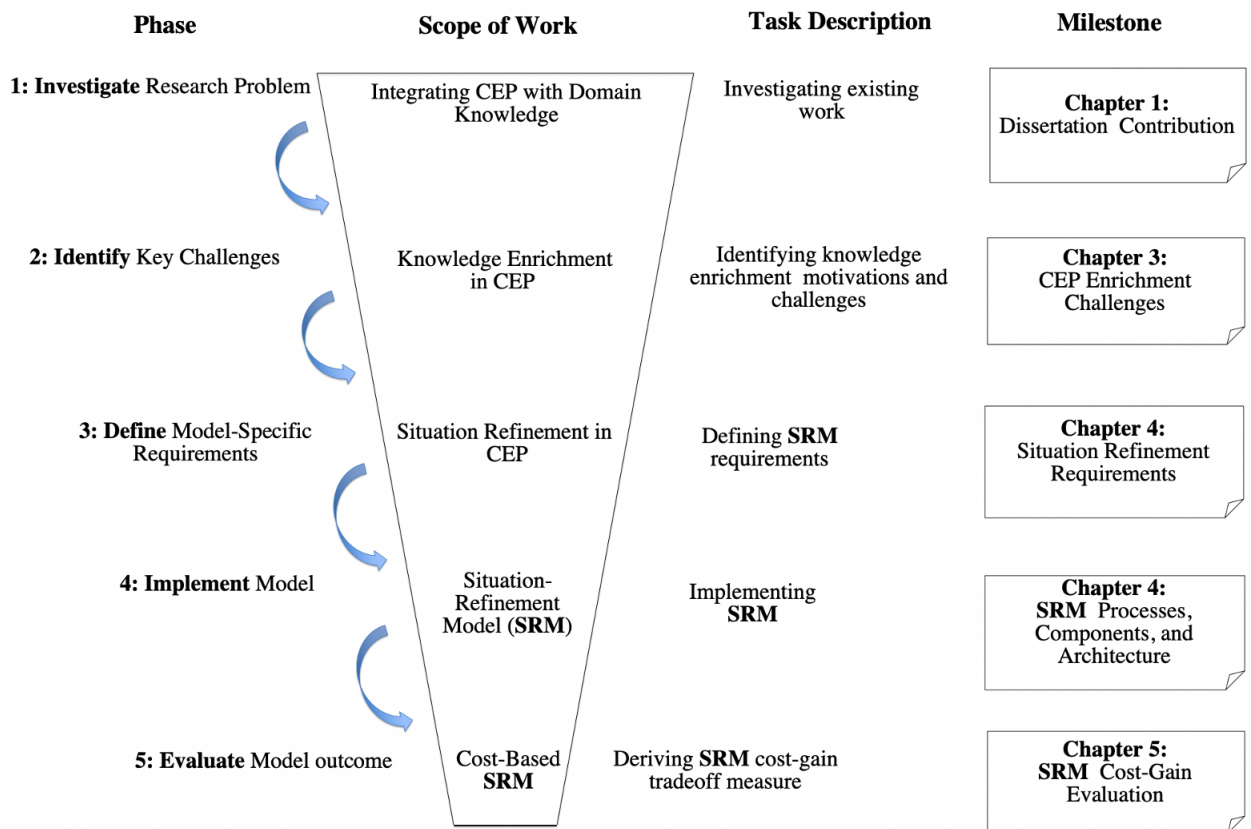 Phase
Scope of Work
Task Description
Milestone
1: Investigate Research Problem
Integrating CEP with Domain
Knowledge
Investigating existing
work
Chapter 1:
Dissertation Contribution
2: Identify Key Challenges
Knowledge Enrichment
in CEP
Identifying knowledge
enrichment motivations and
challenges
Chapter 3:
CEP Enrichment
Challenges
3: Define Model-Specific
Requirements
Situation Refinement in
CEP
Defining SRM
requirements
Chapter 4:
Situation Refinement
Requirements
4: Implement Model
Situation-
Refinement
Model (SRM)
Implementing
SRM
Chapter 4:
SRM Processes,
Components, and
Architecture
5: Evaluate Model outcome
Cost-Based
SRM
Deriving SRM cost-gain
tradeoff measure
Chapter 5:
SRM Cost-Gain
Evaluation